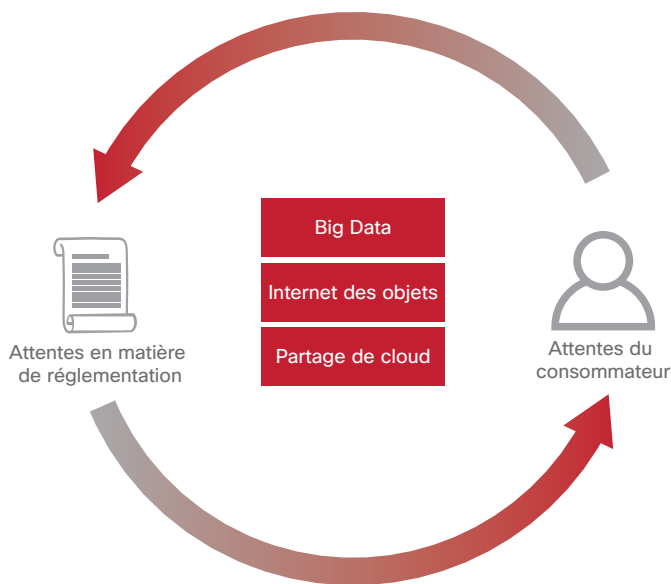 Big Data
Internet des objets
Partage de cloud
Attentes en matière
de réglementation
Attentes du
consommateur